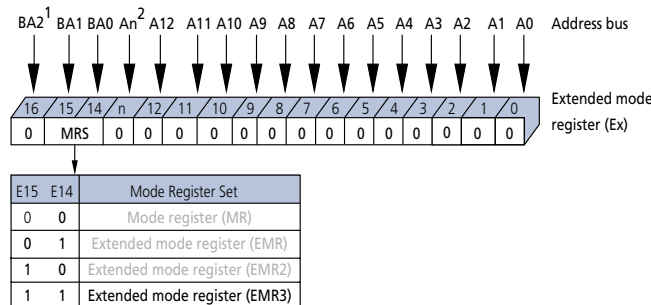 BA2¹ BA1 BA0 An² A12 A11 A10 A9 A8 A7 A6 A5 A4 A3 A2 A1 A0 Address bus
16 15 14 n 12 11 10 9 8 7 6 5 4 3 2 1 0 Extended mode
register (Ex)
0 MRS 0 0 0 0 0 0 0 0 0 0 0 0 0 0
E15 E14 Mode Register Set
0 0 Mode register (MR)
0 1 Extended mode register (EMR)
1 0 Extended mode register (EMR2)
1 1 Extended mode register (EMR3)